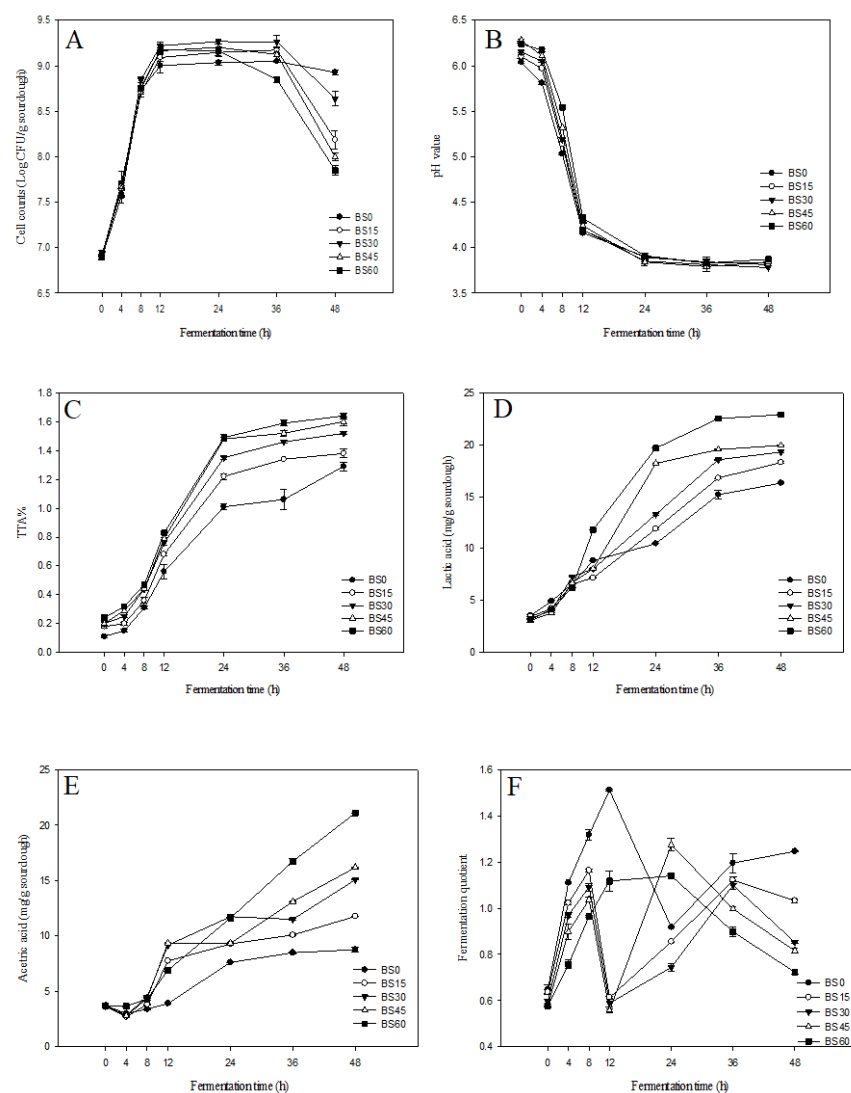 A
9.5
9.0
8.5
8.0
7.5
7.0
6.5
Cell counts (Log CFU/g sourdough)
BS0
BS15
BS30
BS45
BS60
0 4 8 12 24 36 48
Fermentation time (h)
B
6.5
6.0
5.5
5.0
4.5
4.0
3.5
pH value
BS0
BS15
BS30
BS45
BS60
0 4 8 12 24 36 48
Fermentation time (h)
C
1.8
1.6
1.4
1.2
1.0
0.8
0.6
0.4
0.2
0.0
TTA%
BS0
BS15
BS30
BS45
BS60
0 4 8 12 24 36 48
Fermentation time (h)
D
25
20
15
10
5
0
Lactic acid (mg/g sourdough)
BS0
BS15
BS30
BS45
BS60
0 4 8 12 24 36 48
Fermentation time (h)
E
25
20
15
10
5
0
Acetric acid (mg/g sourdough)
BS0
BS15
BS30
BS45
BS60
0 4 8 12 24 36 48
Fermentation time (h)
F
1.6
1.4
1.2
1.0
0.8
0.6
0.4
Fermentation quotient
BS0
BS15
BS30
BS45
BS60
0 4 8 12 24 36 48
Fermentation time (h)